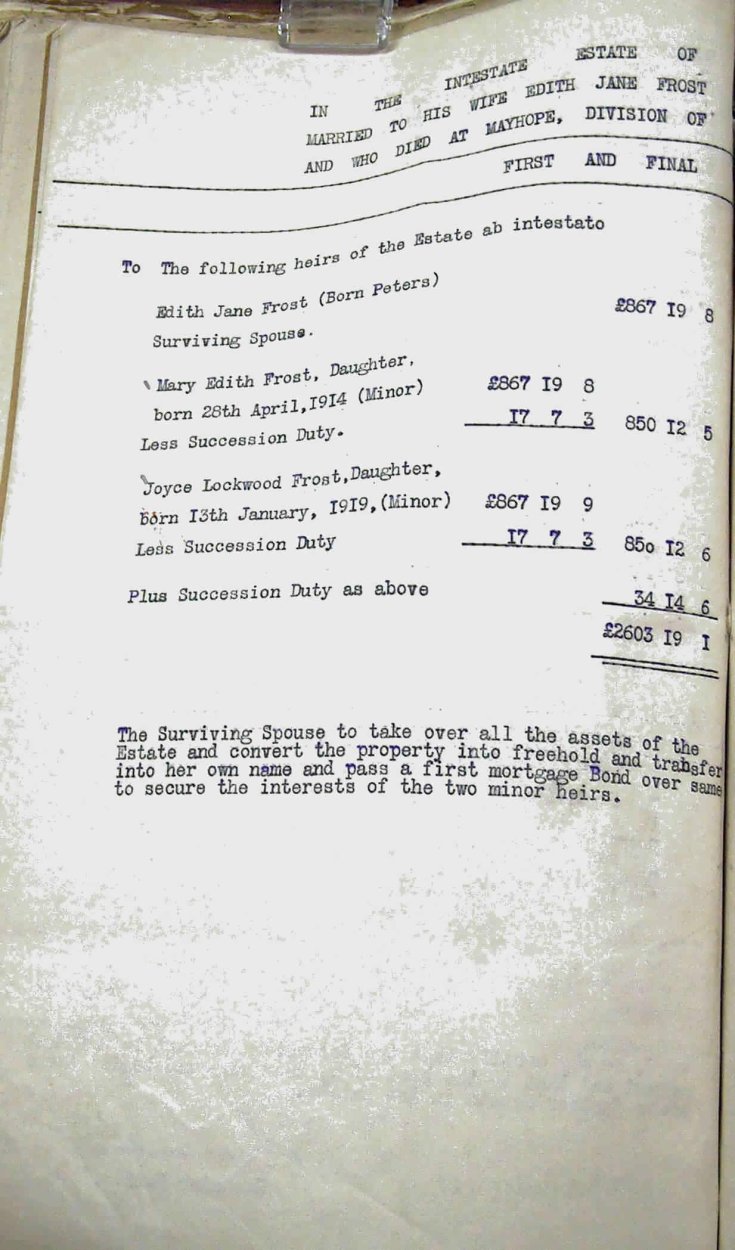 IN THE INTESTATE ESTATE OF
MARRIED TO HIS WIFE EDITH JANE FROST
AND WHO DIED AT MAYHOPE, DIVISION OF
FIRST AND FINAL
To The following heirs of the Estate ab intestato
Edith Jane Frost (Born Peters) £867 I9 8
Surviving Spouse.
Mary Edith Frost, Daughter, £867 I9 8
born 28th April,I9I4 (Minor) I7 7 3 850 I2 5
Less Succession Duty.
Joyce Lockwood Frost,Daughter,
born I3th January, I9I9,(Minor) £867 I9 9
Less Succession Duty I7 7 3 85o I2 6
Plus Succession Duty as above 34 I4 6
£2603 I9 I
The Surviving Spouse to take over all the assets of the
Estate and convert the property into freehold and transfer
into her own name and pass a first mortgage Bond over same
to secure the interests of the two minor heirs.